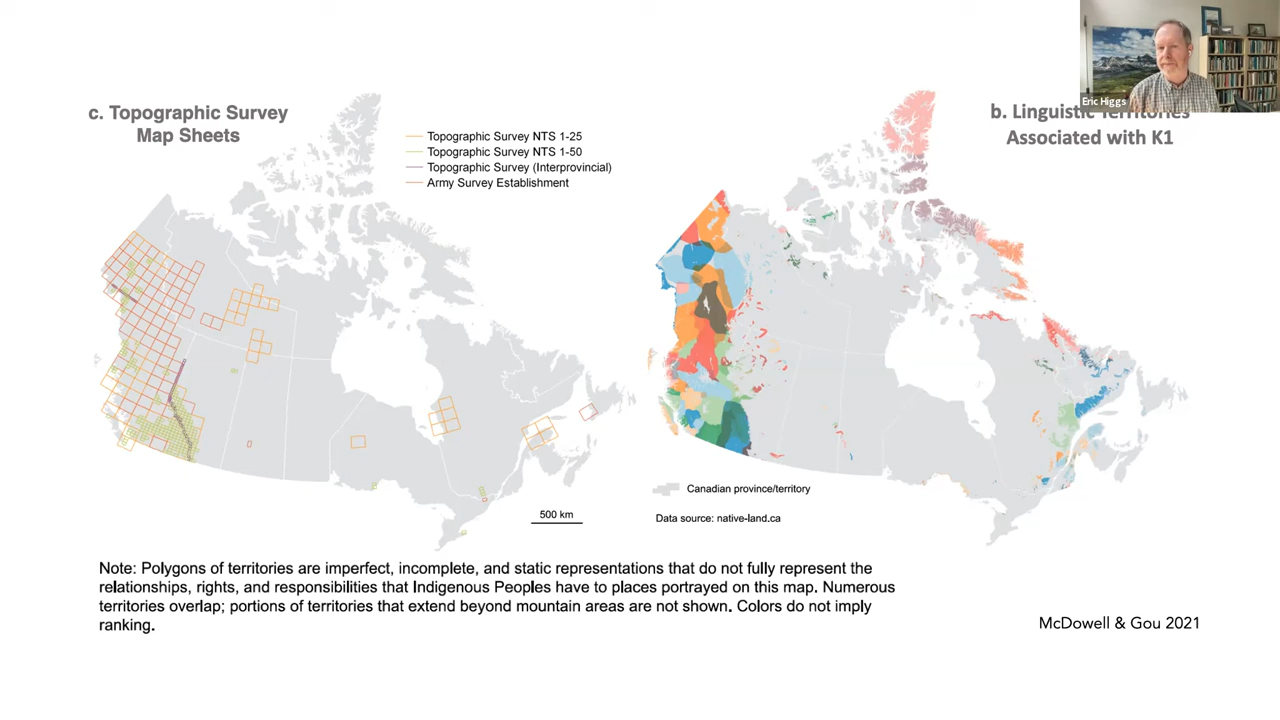 c. Topographic Survey
Map Sheets
Topographic Survey NTS 1-25
Topographic Survey NTS 1-50
Topographic Survey (Interprovincial)
Army Survey Establishment
500 km
Eric Higgs
b. Linguistic Territories
Associated with K1
Canadian province/territory
Data source: native-land.ca
Note: Polygons of territories are imperfect, incomplete, and static representations that do not fully represent the
relationships, rights, and responsibilities that Indigenous Peoples have to places portrayed on this map. Numerous
territories overlap; portions of territories that extend beyond mountain areas are not shown. Colors do not imply
ranking.
McDowell & Gou 2021